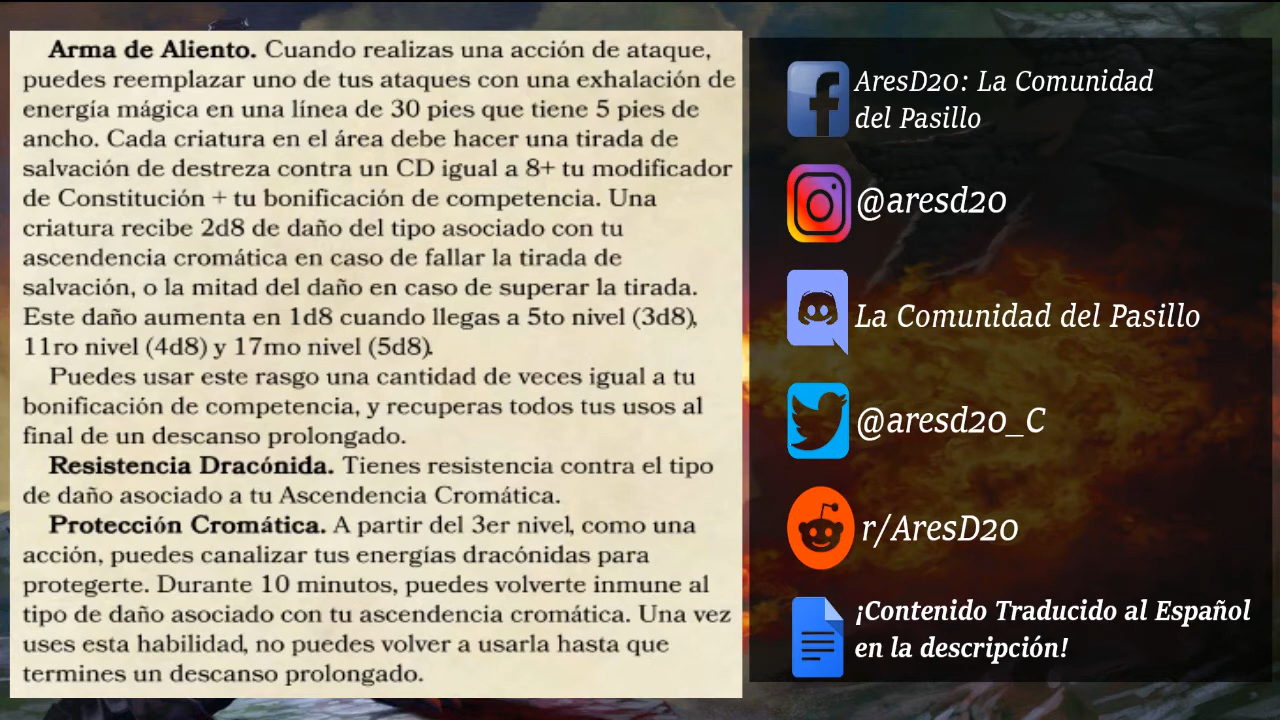 Arma de Aliento. Cuando realizas una acción de ataque,
puedes reemplazar uno de tus ataques con una exhalación de
energía mágica en una línea de 30 pies que tiene 5 pies de
ancho. Cada criatura en el área debe hacer una tirada de
salvación de destreza contra un CD igual a 8+ tu modificador
de Constitución + tu bonificación de competencia. Una
criatura recibe 2d8 de daño del tipo asociado con tu
ascendencia cromática en caso de fallar la tirada de
salvación, o la mitad del daño en caso de superar la tirada.
Este daño aumenta en 1d8 cuando llegas a 5to nivel (3d8),
11ro nivel (4d8) y 17mo nivel (5d8).
Puedes usar este rasgo una cantidad de veces igual a tu
bonificación de competencia, y recuperas todos tus usos al
final de un descanso prolongado.
Resistencia Dracónida. Tienes resistencia contra el tipo
de daño asociado a tu Ascendencia Cromática.
Protección Cromática. A partir del 3er nivel, como una
acción, puedes canalizar tus energías dracónidas para
protegerte. Durante 10 minutos, puedes volverte inmune al
tipo de daño asociado con tu ascendencia cromática. Una vez
uses esta habilidad, no puedes volver a usarla hasta que
termines un descanso prolongado.
AresD20: La Comunidad
del Pasillo
@aresd20
La Comunidad del Pasillo
@aresd20_C
r/AresD20
¡Contenido Traducido al Español
en la descripción!